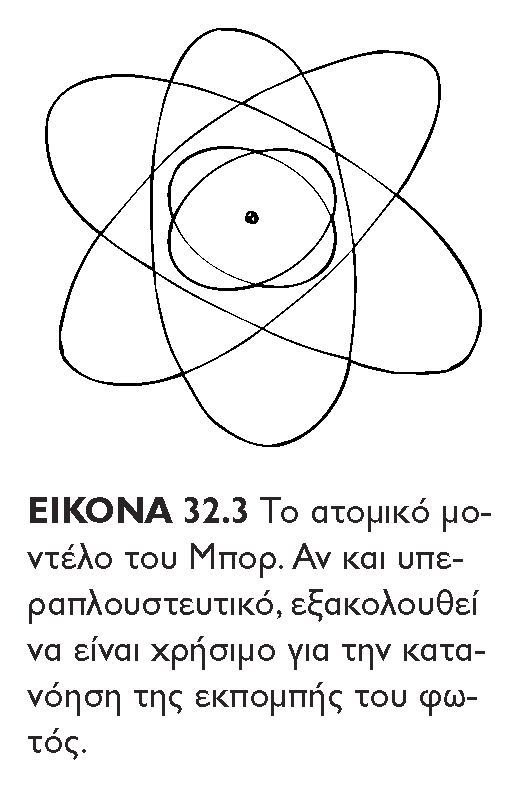 ΕΙΚΟΝΑ 32.3 Το ατομικό μο-
ντέλο του Μπορ. Αν και υπε-
ραπλουστευτικό, εξακολουθεί
να είναι χρήσιμο για την κατα-
νόηση της εκπομπής του φω-
τός.